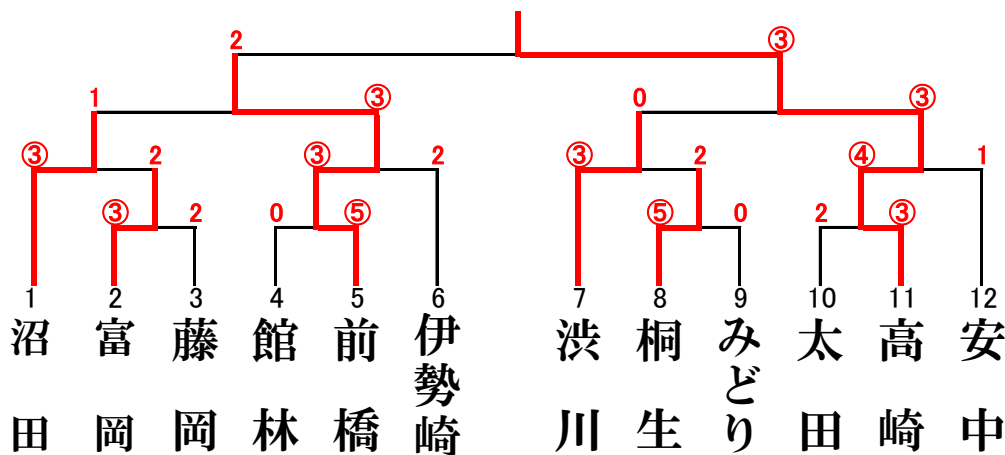 2 ③
1 ③ 0 ③
③ 2 ③ 2 ③ 2 ④ 1
③ 2 0 ⑤ ⑤ 0 2 ③
1 2 3 4 5 6 7 8 9 10 11 12
沼田
富岡
藤岡
館林
前橋
伊勢崎
渋川
桐生
みどり
太田
高崎
安中